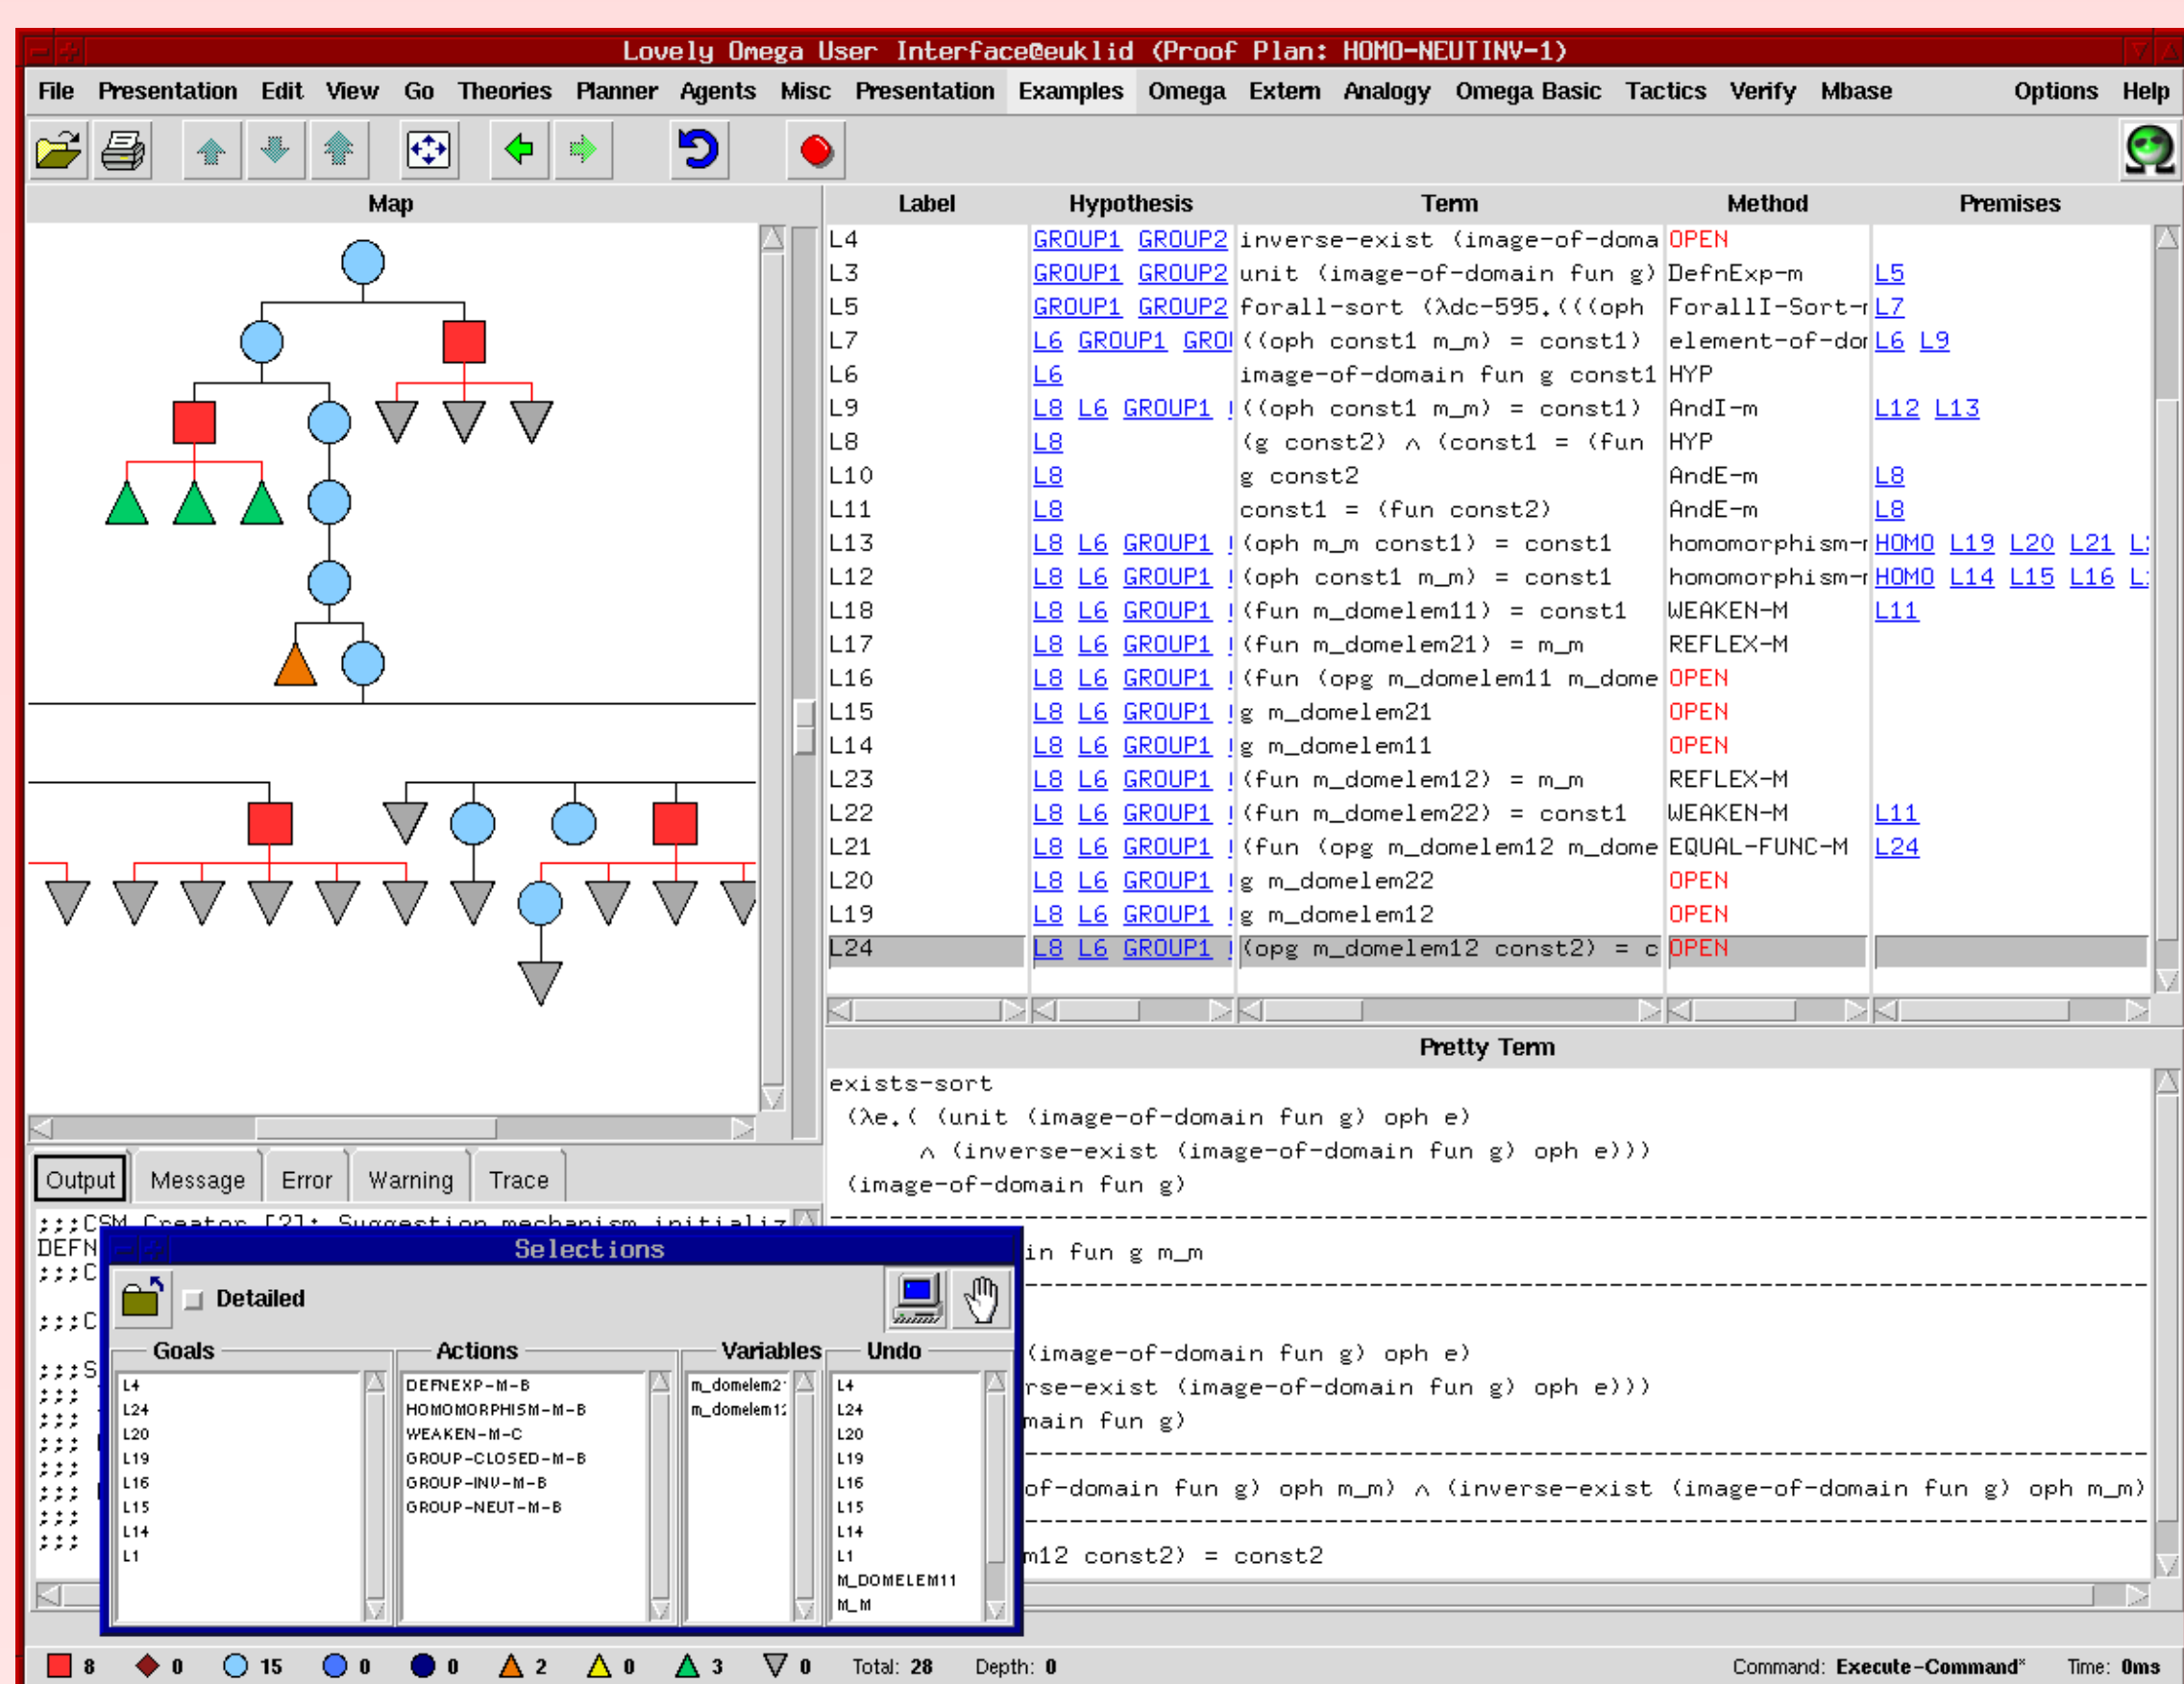 Lovely Omega User Interface@euklid (Proof Plan: HOMO-NEUTINV-1)
File Presentation Edit View Go Theories Planner Agents Misc Presentation Examples Omega Extern Analogy Omega Basic Tactics Verify Mbase Options Help
Map
Label Hypothesis Term Method Premises
L4 GROUP1 GROUP2 inverse-exist (image-of-doma OPEN
L3 GROUP1 GROUP2 unit (image-of-domain fun g) DefnExp-m L5
L5 GROUP1 GROUP2 forall-sort (λdc-595.(((oph ForallI-Sort- L7
L7 L6 GROUP1 GRO ((oph const1 m_m) = const1) element-of-do L6 L9
L6 L6 image-of-domain fun g const1 HYP
L9 L8 L6 GROUP1 ((oph const1 m_m) = const1) AndI-m L12 L13
L8 L8 (g const2) ∧ (const1 = (fun HYP
L10 L8 g const2 AndE-m L8
L11 L8 const1 = (fun const2) AndE-m L8
L13 L8 L6 GROUP1 (oph m_m const1) = const1 homomorphism- HOMO L19 L20 L21
L12 L8 L6 GROUP1 (oph const1 m_m) = const1 homomorphism- HOMO L14 L15 L16
L18 L8 L6 GROUP1 (fun m_domelem11) = const1 WEAKEN-M L11
L17 L8 L6 GROUP1 (fun m_domelem21) = m_m REFLEX-M
L16 L8 L6 GROUP1 (fun (opg m_domelem11 m_dome OPEN
L15 L8 L6 GROUP1 g m_domelem21 OPEN
L14 L8 L6 GROUP1 g m_domelem11 OPEN
L23 L8 L6 GROUP1 (fun m_domelem12) = m_m REFLEX-M
L22 L8 L6 GROUP1 (fun m_domelem22) = const1 WEAKEN-M L11
L21 L8 L6 GROUP1 (fun (opg m_domelem12 m_dome EQUAL-FUNC-M L24
L20 L8 L6 GROUP1 g m_domelem22 OPEN
L19 L8 L6 GROUP1 g m_domelem12 OPEN
L24 L8 L6 GROUP1 (opg m_domelem12 const2) = c OPEN
Pretty Term
exists-sort
(λe.( (unit (image-of-domain fun g) oph e)
∧ (inverse-exist (image-of-domain fun g) oph e)))
(image-of-domain fun g)
------------------------------------------------
in fun g m_m
------------------------------------------------
(image-of-domain fun g) oph e)
rse-exist (image-of-domain fun g) oph e)))
main fun g)
------------------------------------------------
of-domain fun g) oph m_m) ∧ (inverse-exist (image-of-domain fun g) oph m_m)
------------------------------------------------
m12 const2) = const2
Output Message Error Warning Trace
;;;CSM Creator [2]: Suggestion mechanism initializ
DEFN
;;;C
;;;C
;;;S
;;;
;;;
;;;
;;;
;;;
;;;
;;;
Selections
Detailed
Goals
L4
L24
L20
L19
L16
L15
L14
L1
Actions
DEFNEXP-M-B
HOMOMORPHISM-M-B
WEAKEN-M-C
GROUP-CLOSED-M-B
GROUP-INV-M-B
GROUP-NEUT-M-B
Variables
m_domelem2
m_domelem12
Undo
L4
L24
L20
L19
L16
L15
L14
L1
M_DOMELEM11
M_M
8 0 15 0 0 2 0 3 0 Total: 28 Depth: 0 Command: Execute-Command* Time: 0ms